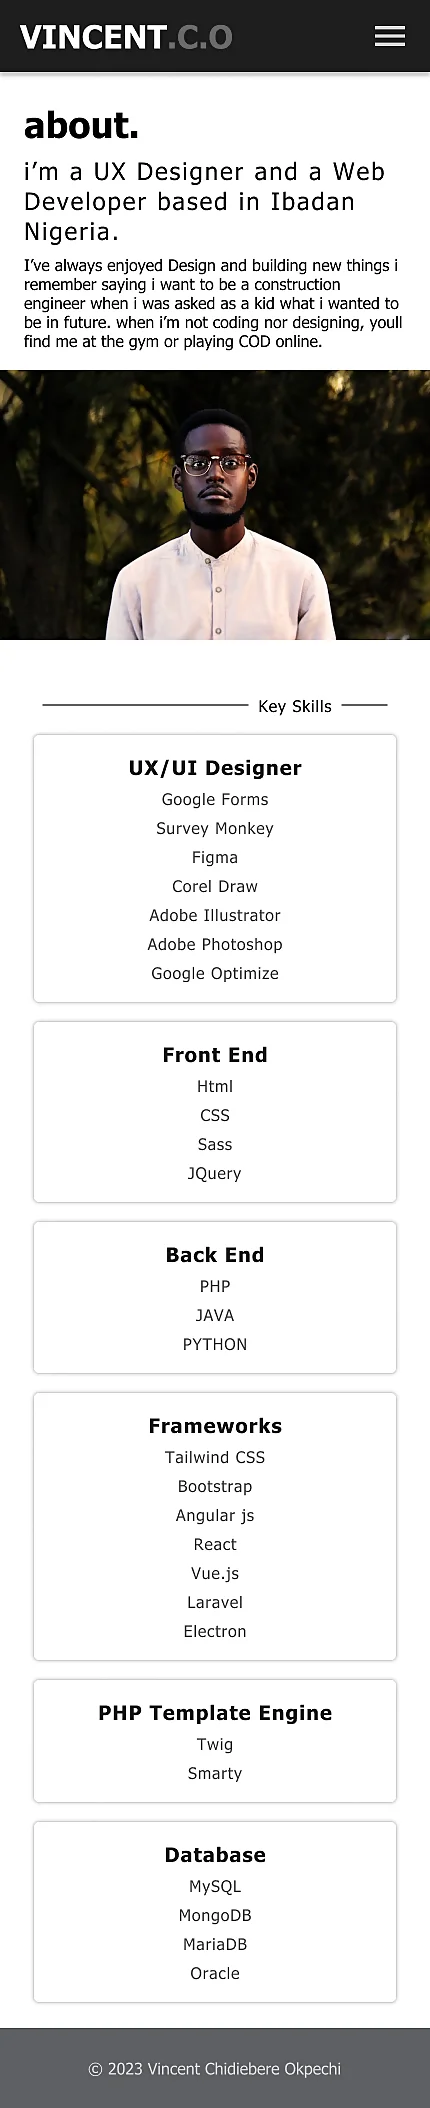 VINCENT.C.O
about.
i’m a UX Designer and a Web
Developer based in Ibadan
Nigeria.
I’ve always enjoyed Design and building new things i
remember saying i want to be a construction
engineer when i was asked as a kid what i wanted to
be in future. when i’m not coding nor designing, youll
find me at the gym or playing COD online.
Key Skills
UX/UI Designer
Google Forms
Survey Monkey
Figma
Corel Draw
Adobe Illustrator
Adobe Photoshop
Google Optimize
Front End
Html
CSS
Sass
JQuery
Back End
PHP
JAVA
PYTHON
Frameworks
Tailwind CSS
Bootstrap
Angular js
React
Vue.js
Laravel
Electron
PHP Template Engine
Twig
Smarty
Database
MySQL
MongoDB
MariaDB
Oracle
© 2023 Vincent Chidiebere Okpechi